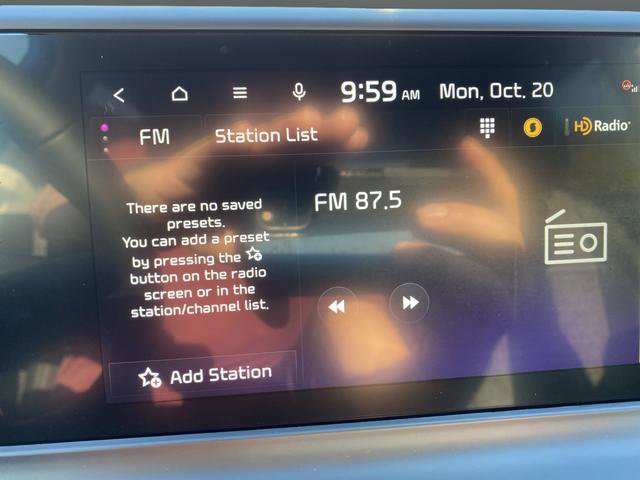 9:59 AM Mon, Oct. 20
FM Station List HD Radio
FM 87.5
There are no saved
presets.
You can add a preset
by pressing the
button on the radio
screen or in the
station/channel list.
Add Station